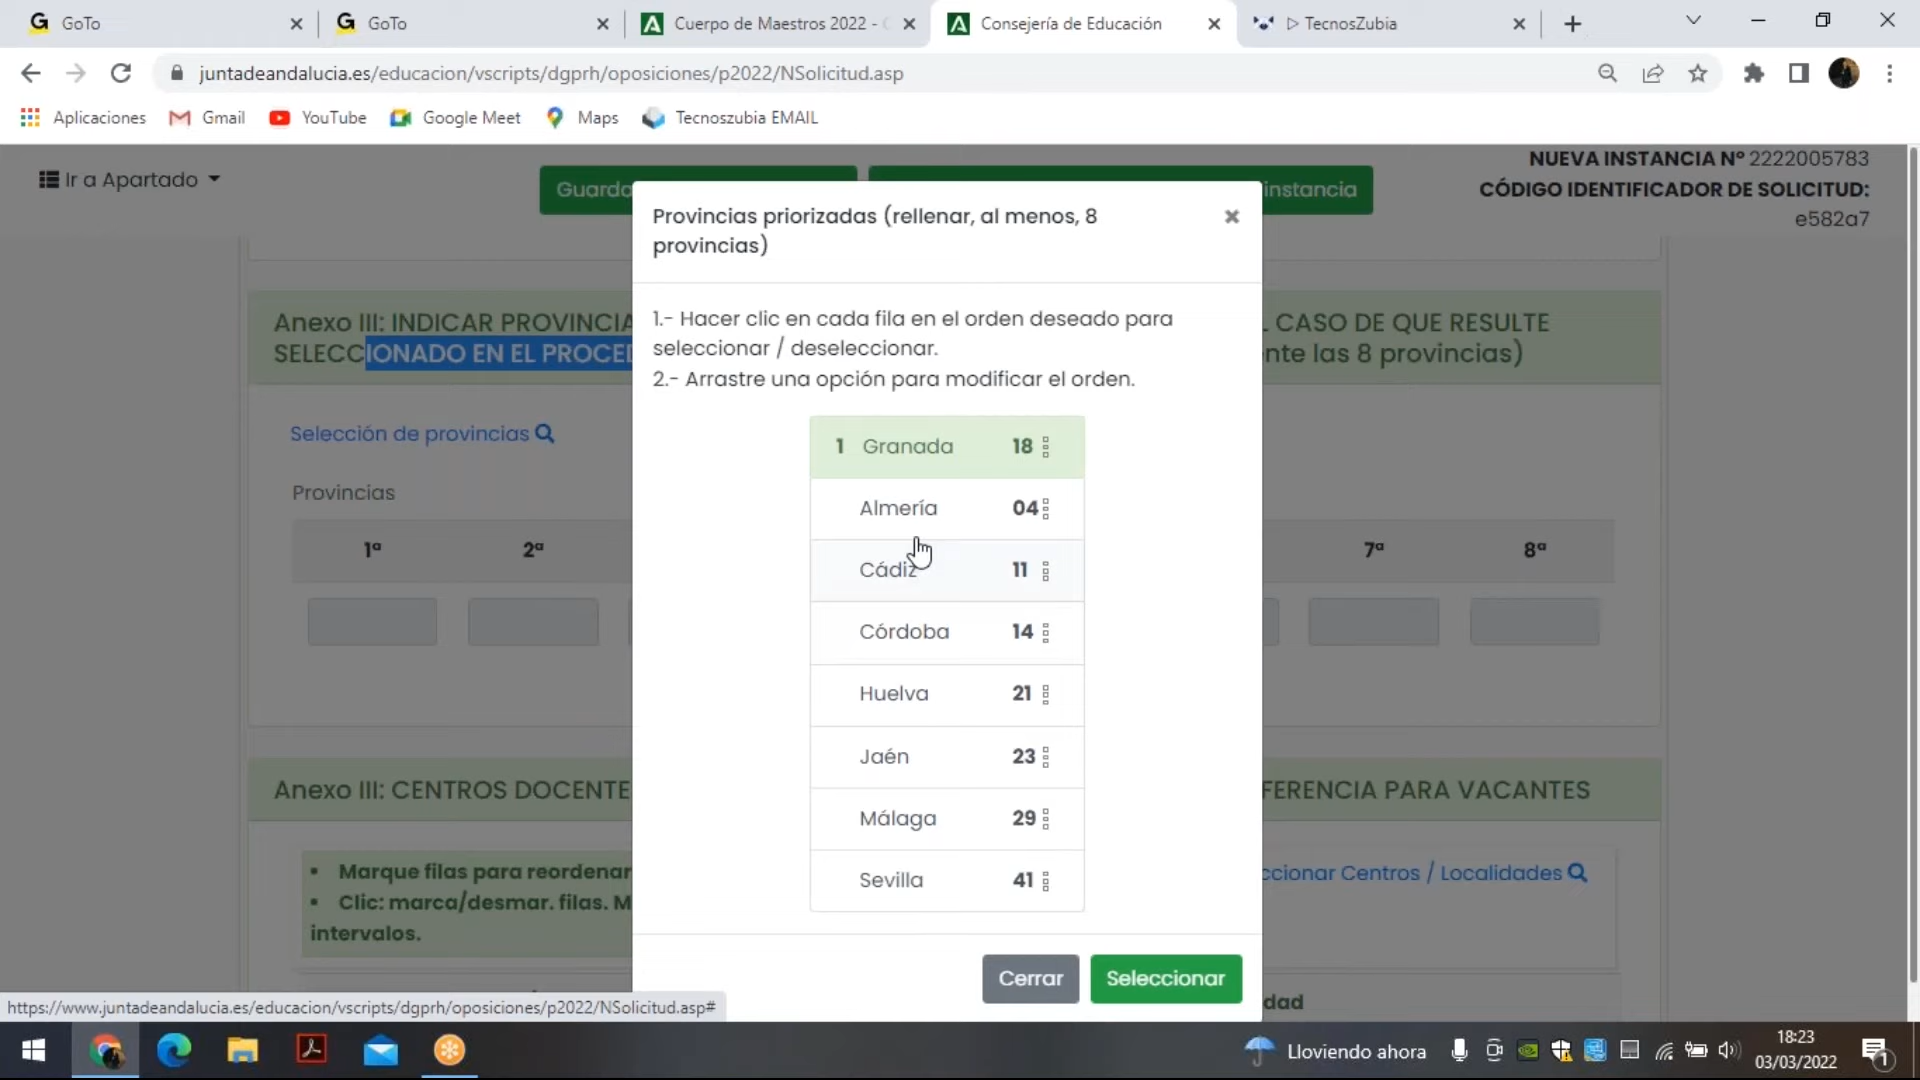 GoTo
GoTo
Cuerpo de Maestros 2022 -
Consejería de Educación
▷ TecnosZubia
juntadeandalucia.es/educacion/vscripts/dgprh/oposiciones/p2022/NSolicitud.asp
Aplicaciones
Gmail
YouTube
Google Meet
Maps
Tecnoszubia EMAIL
Ir a Apartado
Guarda
instancia
NUEVA INSTANCIA Nº 2222005783
CÓDIGO IDENTIFICADOR DE SOLICITUD:
e582a7
Provincias priorizadas (rellenar, al menos, 8
provincias)
1.- Hacer clic en cada fila en el orden deseado para
seleccionar / deseleccionar.
2.- Arrastre una opción para modificar el orden.
1 Granada 18
Almería 04
Cádiz 11
Córdoba 14
Huelva 21
Jaén 23
Málaga 29
Sevilla 41
Cerrar
Seleccionar
Anexo III: INDICAR PROVINCIA
CASO DE QUE RESULTE
SELECCIONADO EN EL PROCED
nte las 8 provincias)
Selección de provincias
Provincias
1ª 2ª 7ª 8ª
Anexo III: CENTROS DOCENTE
FERENCIA PARA VACANTES
▪ Marque filas para reordenar
▪ Clic: marca/desmar. filas. M
intervalos.
ccionar Centros / Localidades
dad
https://www.juntadeandalucia.es/educacion/vscripts/dgprh/oposiciones/p2022/NSolicitud.asp#
Lloviendo ahora
18:23
03/03/2022
1